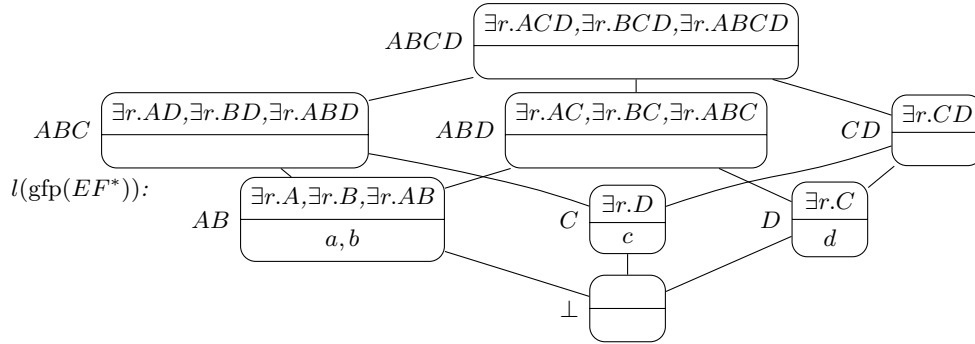 ABCD
∃r.ACD,∃r.BCD,∃r.ABCD
ABC
∃r.AD,∃r.BD,∃r.ABD
ABD
∃r.AC,∃r.BC,∃r.ABC
CD
∃r.CD
l(gfp(EF*)):
AB
∃r.A,∃r.B,∃r.AB
a, b
C
∃r.D
c
D
∃r.C
d
⊥